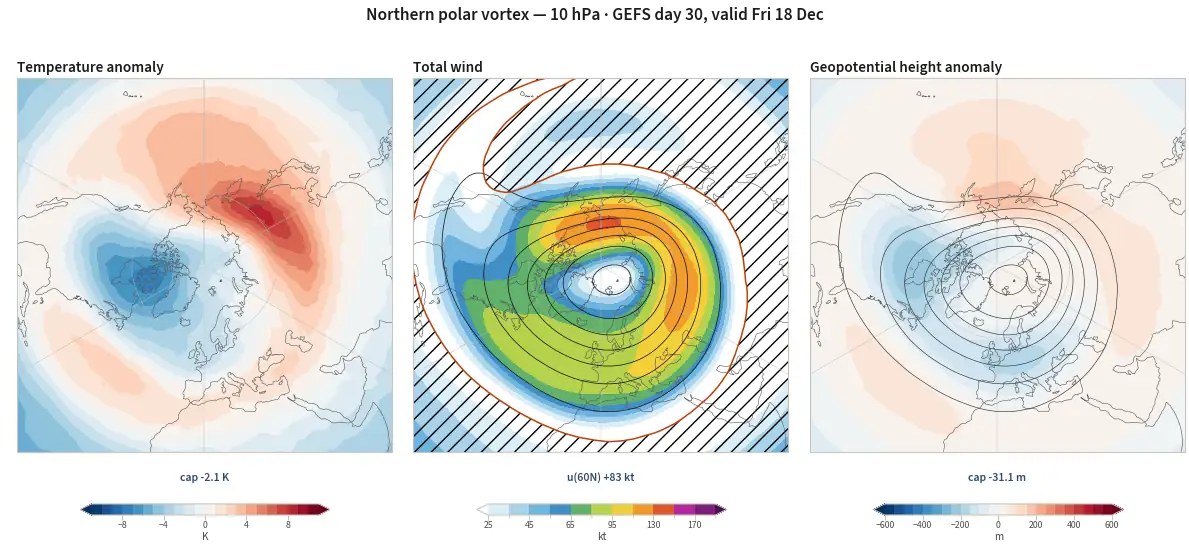 Northern polar vortex — 10 hPa · GEFS day 30, valid Fri 18 Dec
Temperature anomaly
Total wind
Geopotential height anomaly
cap -2.1 K
u(60N) +83 kt
cap -31.1 m
−8 −4 0 4 8
K
25 45 65 95 130 170
kt
−600 −400 −200 0 200 400 600
m